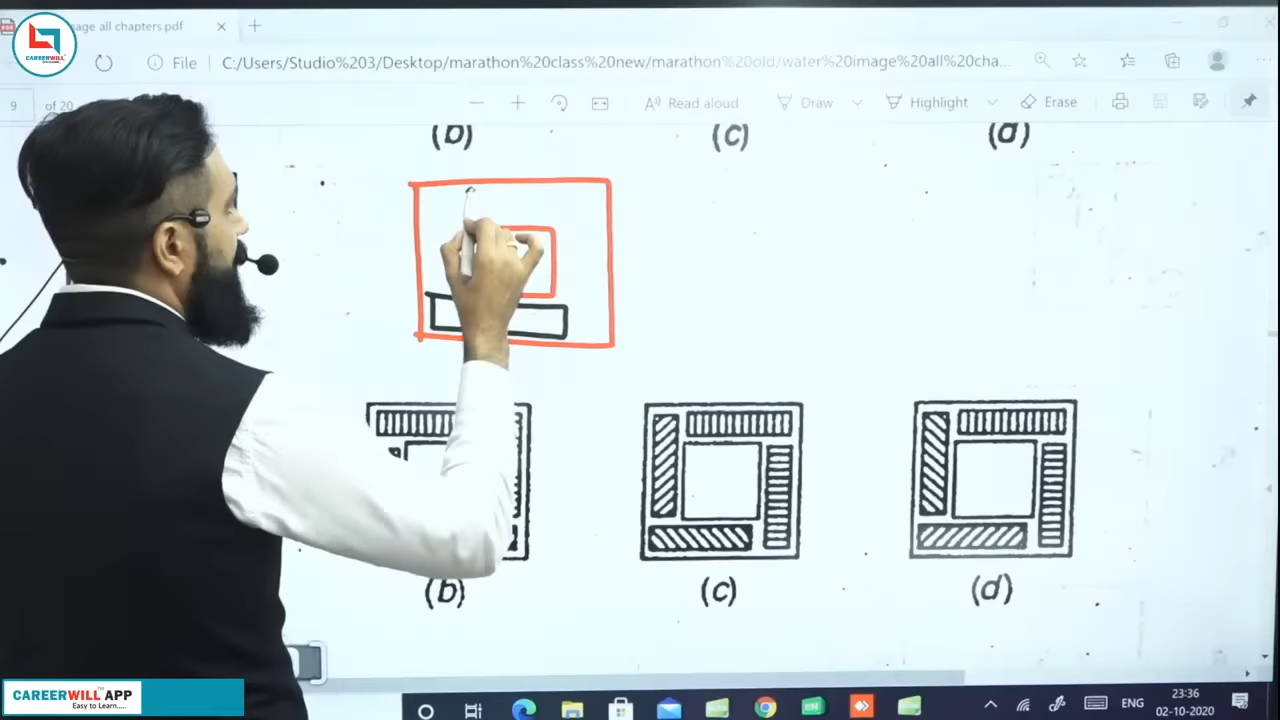 nage all chapters.pdf
CAREERWILL
File
C:/Users/Studio%203/Desktop/marathon%20class%20new/marathon%20old/water%20image%20all%20cha...
9 of 20
Read aloud
Draw
Highlight
Erase
(b) (c) (d)
(b) (c) (d)
CAREERWILL APP
Easy to Learn.....
ENG
23:36
02-10-2020